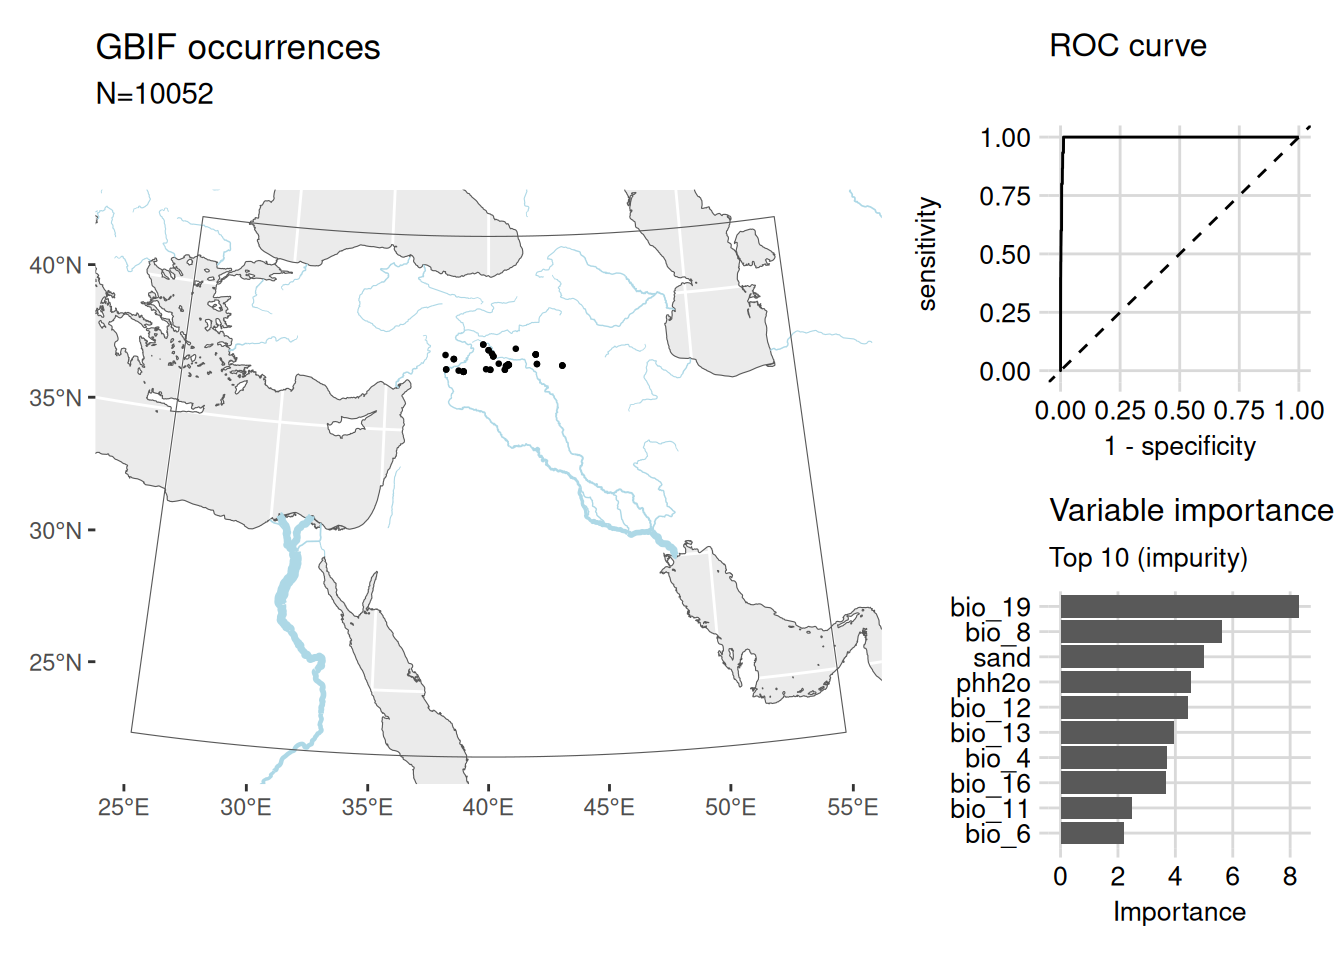 GBIF occurrences
N=10052
40°N
35°N
30°N
25°N
25°E 30°E 35°E 40°E 45°E 50°E 55°E
ROC curve
sensitivity
1.00
0.75
0.50
0.25
0.00
0.00 0.25 0.50 0.75 1.00
1 - specificity
Variable importance
Top 10 (impurity)
bio_19
bio_8
sand
phh2o
bio_12
bio_13
bio_4
bio_16
bio_11
bio_6
0 2 4 6 8
Importance